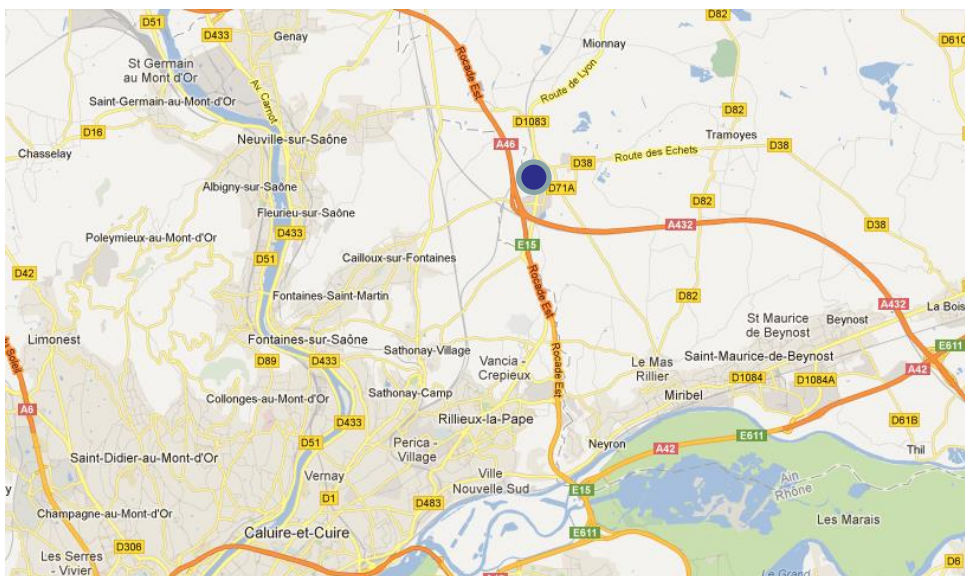 D51
D433
Genay
D82
D61C
Mionnay
Rocade Est
St Germain
au Mont d'Or
Av. Carnot
Route de Lyon
Saint-Germain-au-Mont-d'Or
D82
D16
D1083
Tramoyes
Neuville-sur-Saône
A46
Chasselay
D38
Route des Echets
D38
Albigny-sur-Saône
D71A
D82
Fleurieu-sur-Saône
D433
A432
D38
Poleymieux-au-Mont-d'Or
E15
D51
Cailloux-sur-Fontaines
D42
Rocade Est
Fontaines-Saint-Martin
D82
A432
La Bois
St Maurice
de Beynost
Beynost
Limonest
Fontaines-sur-Saône
Soleil
Sathonay-Village
Rocade Est
E611
D89
D433
Vancia -
Crepieux
Le Mas
Rillier
Saint-Maurice-de-Beynost
A42
D1084
D1084A
Collonges-au-Mont-d'Or
Sathonay-Camp
Miribel
A6
Rillieux-la-Pape
D433
D61B
D51
Perica -
Village
Neyron
E611
A42
Thil
Saint-Didier-au-Mont-d'Or
Vernay
Ville
Nouvelle Sud
Ain
Rhône
y
D1
D483
E15
Champagne-au-Mont-d'Or
Les Marais
Caluire-et-Cuire
E611
D306
Les Serres
- Vivier
D6
Le Grand